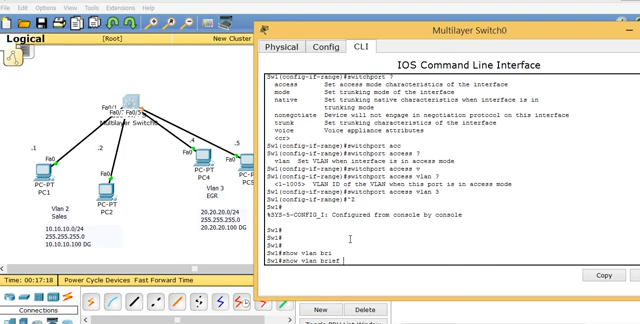 File Edit Options View Tools Extensions Help
Logical [Root] New Cluster
Multilayer Switch0
Physical Config CLI
IOS Command Line Interface
Sw1(config-if-range)#switchport ?
access Set access mode characteristics of the interface
mode Set trunking mode of the interface
native Set trunking native characteristics when interface is in
trunking mode
nonegotiate Device will not engage in negotiation protocol on this interface
trunk Set trunking characteristics of the interface
voice Voice appliance attributes
<cr>
Sw1(config-if-range)#switchport acc
Sw1(config-if-range)#switchport access ?
vlan Set VLAN when interface is in access mode
Sw1(config-if-range)#switchport access v
Sw1(config-if-range)#switchport access vlan ?
<1-1005> VLAN ID of the VLAN when this port is in access mode
Sw1(config-if-range)#switchport access vlan 3
Sw1(config-if-range)#^Z
Sw1#
%SYS-5-CONFIG_I: Configured from console by console
Sw1#
Sw1#
Sw1#
Sw1#show vlan bri
Sw1#show vlan brief
Copy
Multilayer Switch0
.1
.2
.4
.5
Fa0
Fa0
Fa0
Fa0
PC-PT
PC1
PC-PT
PC2
PC-PT
PC4
PC-PT
Vlan 2
Sales
10.10.10.0/24
10.10.10.100 DG
Vlan 3
EGR
20.20.20.0/24
20.20.20.100 DG
Time: 00:17:18 Power Cycle Devices Fast Forward Time
Connections
New Delete